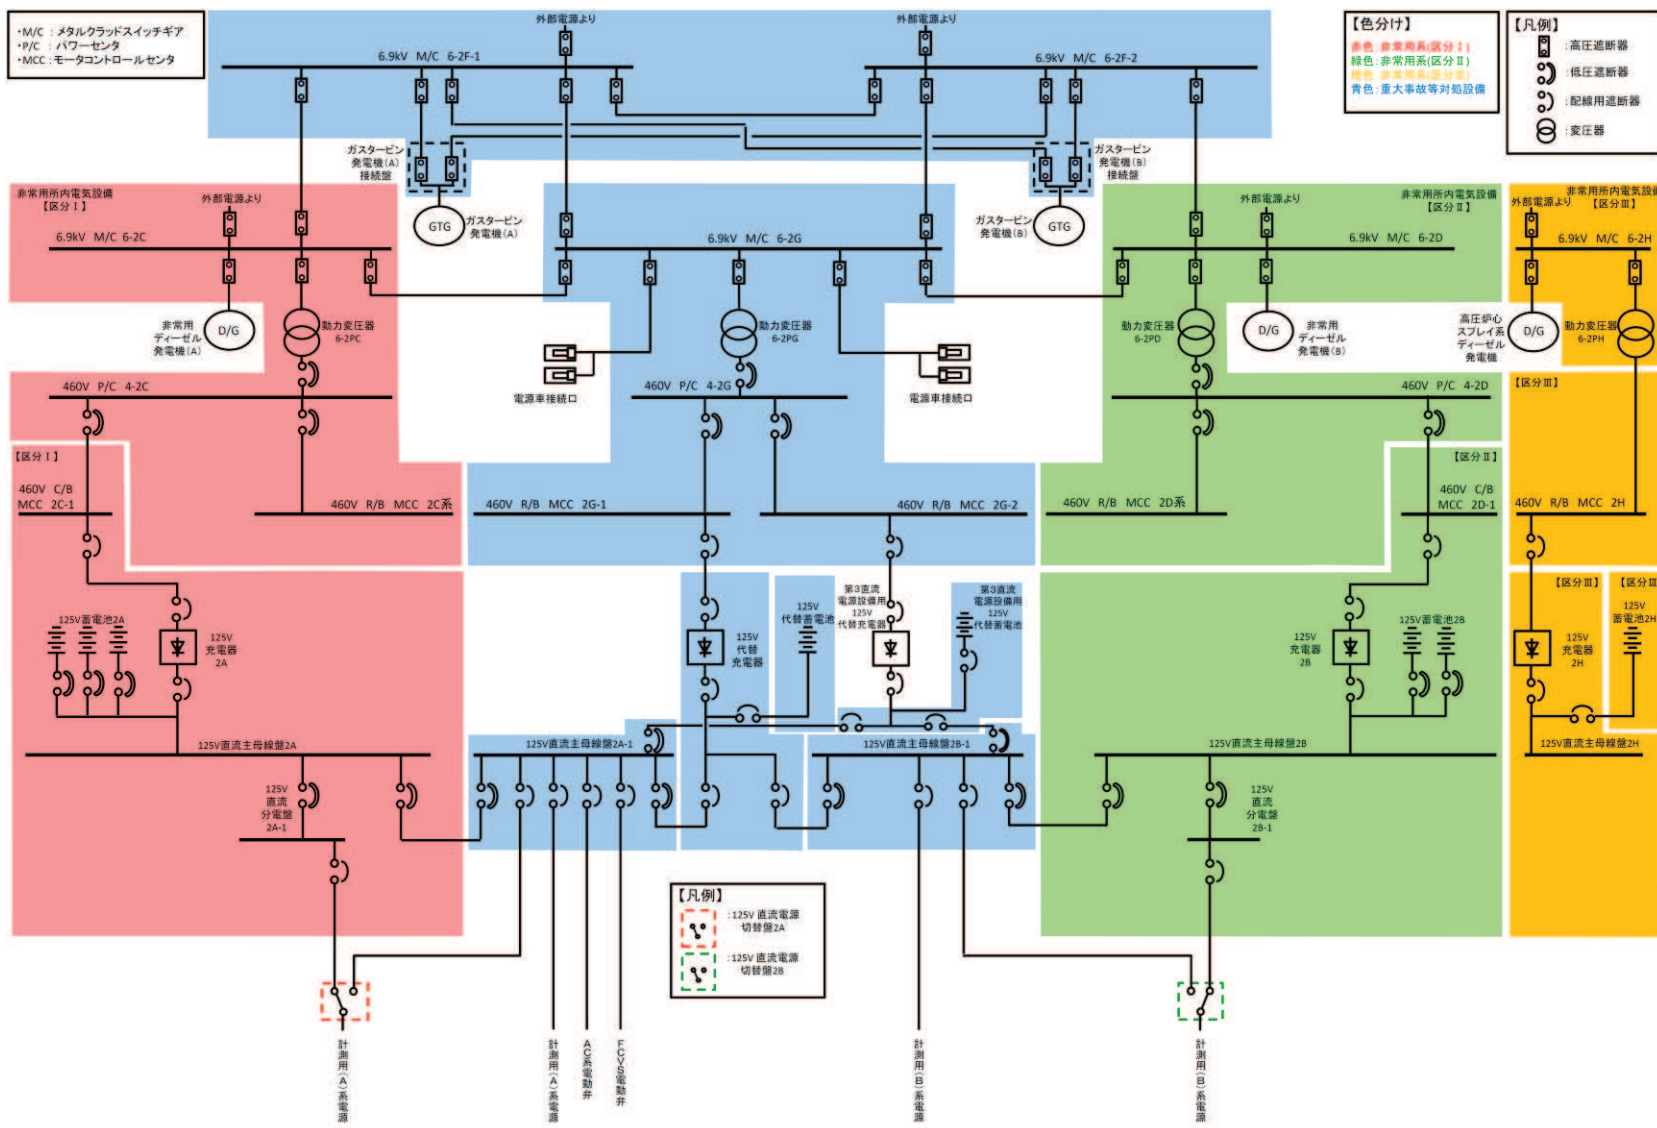 ・M/C : メタルクラッドスイッチギア
・P/C : パワーセンタ
・MCC : モータコントロールセンタ
外部電源より
外部電源より
6.9kV M/C 6-2F-1
6.9kV M/C 6-2F-2
【色分け】
赤色:非常用系(区分Ⅰ)
緑色:非常用系(区分Ⅱ)
橙色:非常用系(区分Ⅲ)
青色:重大事故等対処設備
【凡例】
:高圧遮断器
:低圧遮断器
:配線用遮断器
:変圧器
ガスタービン
発電機(A)
接続盤
ガスタービン
発電機(B)
接続盤
GTG
ガスタービン
発電機(A)
ガスタービン
発電機(B)
GTG
非常用所内電気設備
【区分Ⅰ】
外部電源より
6.9kV M/C 6-2C
6.9kV M/C 6-2G
非常用所内電気設備
【区分Ⅱ】
外部電源より
6.9kV M/C 6-2D
非常用所内電気設備
【区分Ⅲ】
外部電源より
6.9kV M/C 6-2H
非常用
ディーゼル
発電機(A)
D/G
動力変圧器
6-2PC
動力変圧器
6-2PG
動力変圧器
6-2PD
D/G
非常用
ディーゼル
発電機(B)
高圧炉心
スプレイ系
ディーゼル
発電機
D/G
動力変圧器
6-2PH
電源車接続口
電源車接続口
460V P/C 4-2C
460V P/C 4-2G
460V P/C 4-2D
【区分Ⅲ】
【区分Ⅰ】
460V C/B
MCC 2C-1
460V R/B MCC 2C系
460V R/B MCC 2G-1
460V R/B MCC 2G-2
460V R/B MCC 2D系
【区分Ⅱ】
460V C/B
MCC 2D-1
460V R/B MCC 2H
125V蓄電池2A
125V
充電器
2A
125V
代替
充電器
125V
代替蓄電池
第3直流
電源設備用
125V
代替充電器
第3直流
電源設備用
125V
代替蓄電池
125V
充電器
2B
125V蓄電池2B
【区分Ⅲ】
125V
充電器
2H
【区分Ⅲ
125V
蓄電池2H
125V直流主母線盤2A
125V直流主母線盤2A-1
125V直流主母線盤2B-1
125V直流主母線盤2B
125V直流主母線盤2H
125V
直流
分電盤
2A-1
125V
直流
分電盤
2B-1
【凡例】
:125V 直流電源
切替盤2A
:125V 直流電源
切替盤2B
計測用(A)系電源
計測用(A)系電源
AC系電動弁
FCVS電動弁
計測用(B)系電源
計測用(B)系電源